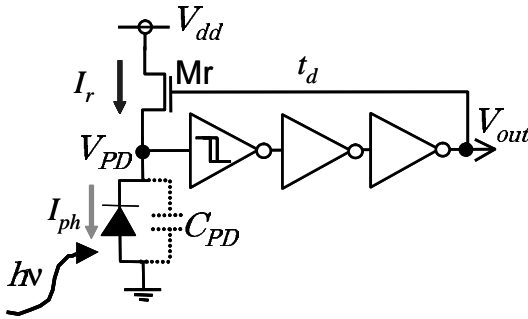 V_dd
I_r
Mr
t_d
V_PD
V_out
I_ph
C_PD
hν